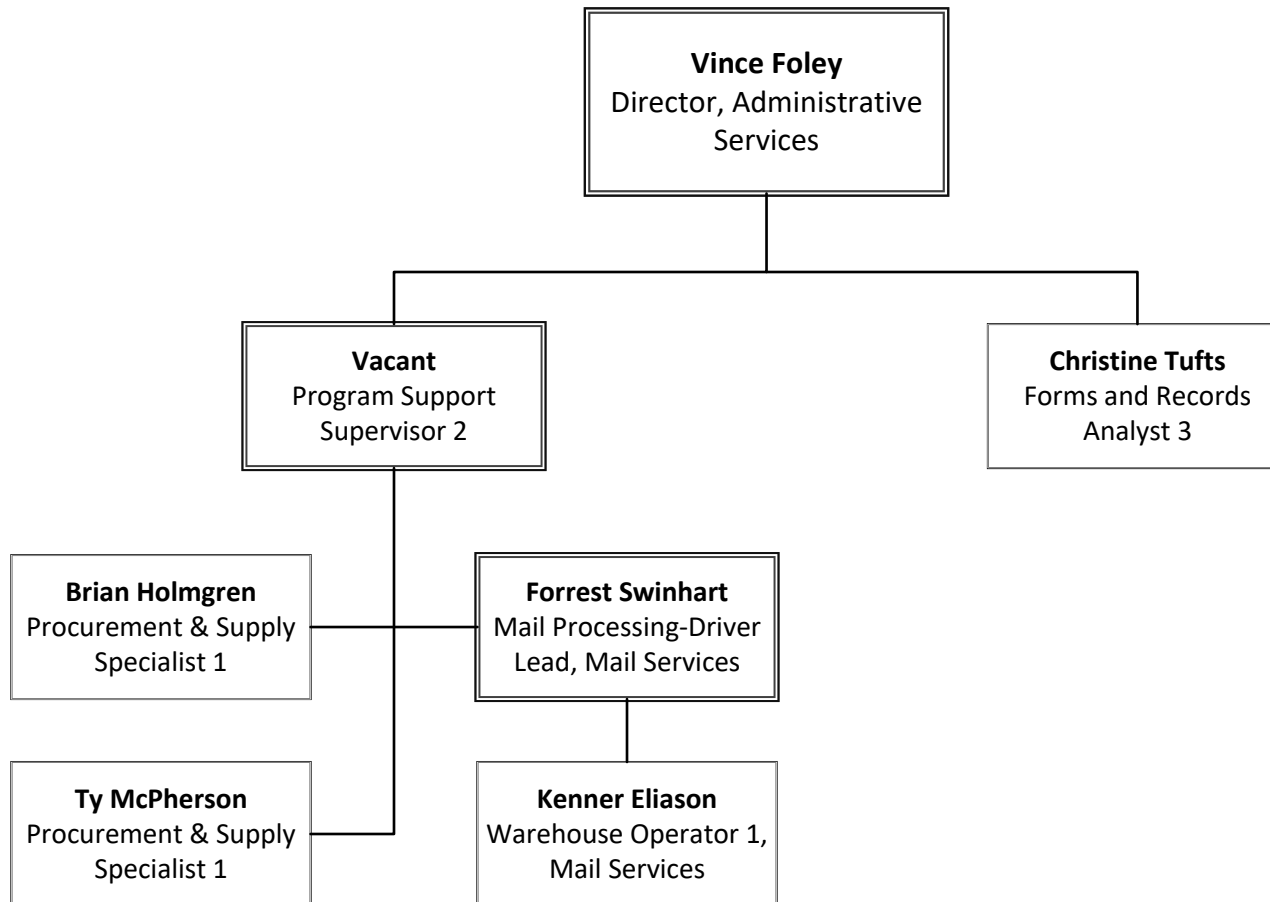 Vince Foley
Director, Administrative
Services
Vacant
Program Support
Supervisor 2
Christine Tufts
Forms and Records
Analyst 3
Brian Holmgren
Procurement & Supply
Specialist 1
Forrest Swinhart
Mail Processing-Driver
Lead, Mail Services
Ty McPherson
Procurement & Supply
Specialist 1
Kenner Eliason
Warehouse Operator 1,
Mail Services